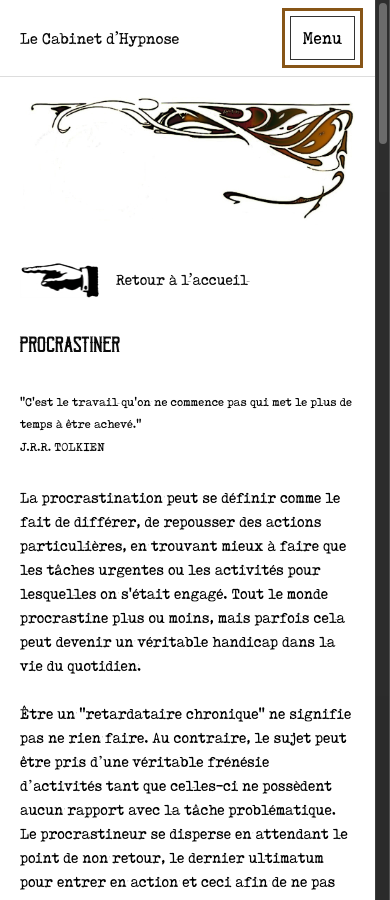 Le Cabinet d'Hypnose
Menu
Retour à l'accueil
PROCRASTINER
"C'est le travail qu'on ne commence pas qui met le plus de
temps à être achevé."
J.R.R. TOLKIEN
La procrastination peut se définir comme le
fait de différer, de repousser des actions
particulières, en trouvant mieux à faire que
les tâches urgentes ou les activités pour
lesquelles on s'était engagé. Tout le monde
procrastine plus ou moins, mais parfois cela
peut devenir un véritable handicap dans la
vie du quotidien.
Être un "retardataire chronique" ne signifie
pas ne rien faire. Au contraire, le sujet peut
être pris d'une véritable frénésie
d'activités tant que celles-ci ne possèdent
aucun rapport avec la tâche problématique.
Le procrastineur se disperse en attendant le
point de non retour, le dernier ultimatum
pour entrer en action et ceci afin de ne pas